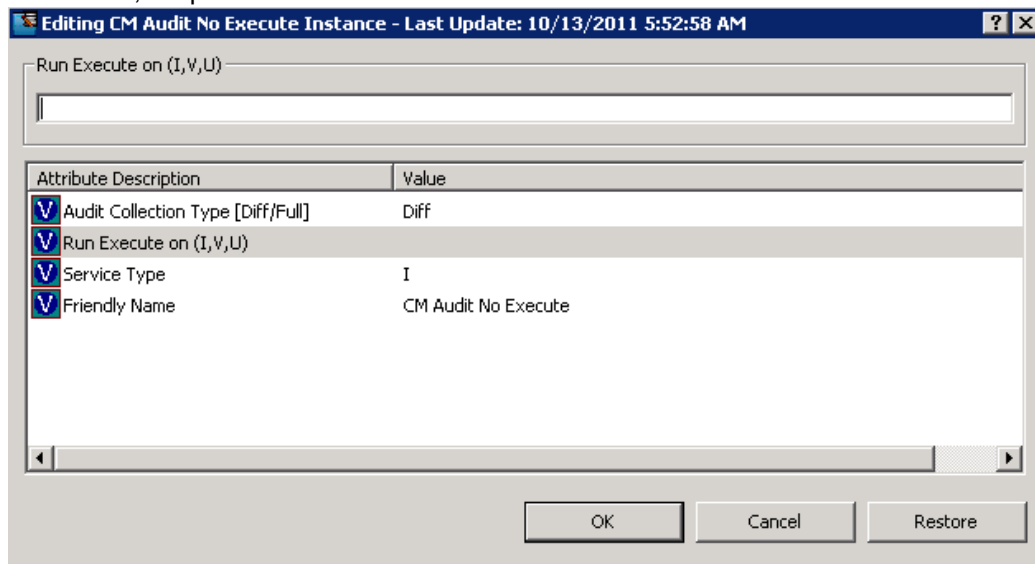 Editing CM Audit No Execute Instance - Last Update: 10/13/2011 5:52:58 AM
Run Execute on (I,V,U)
Attribute Description Value
V Audit Collection Type [Diff/Full] Diff
V Run Execute on (I,V,U)
V Service Type I
V Friendly Name CM Audit No Execute
OK Cancel Restore